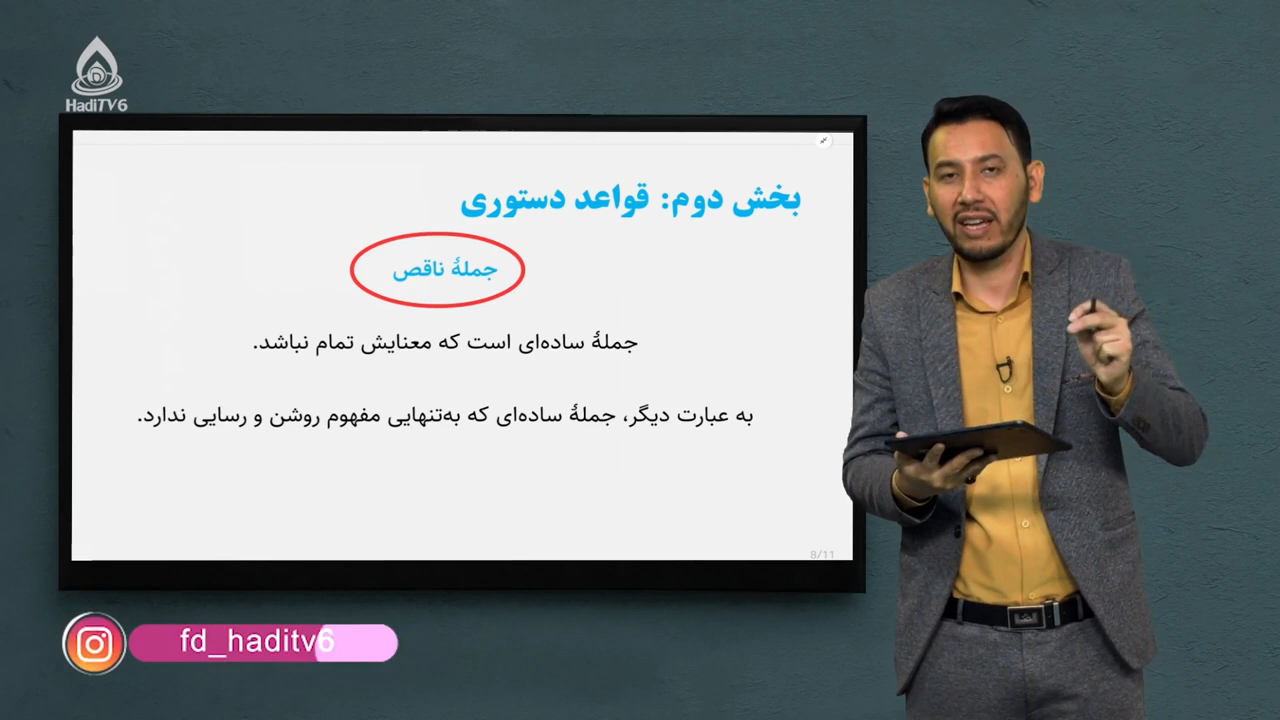 HadiTV6
بخش دوم: قواعد دستوری
جملهٔ ناقص
جملهٔ ساده‌ای است که معنایش تمام نباشد.
به عبارت دیگر، جملهٔ ساده‌ای که به‌تنهایی مفهوم روشن و رسایی ندارد.
8/11
fd_haditv6